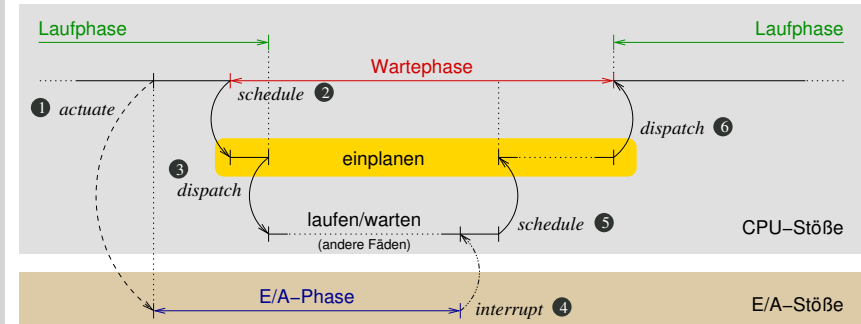 Laufphase
Laufphase
Wartephase
❶ actuate
schedule ❷
dispatch ❻
einplanen
❸
dispatch
laufen/warten
(andere Fäden)
schedule ❺
CPU–Stöße
E/A–Phase
interrupt ❹
E/A–Stöße